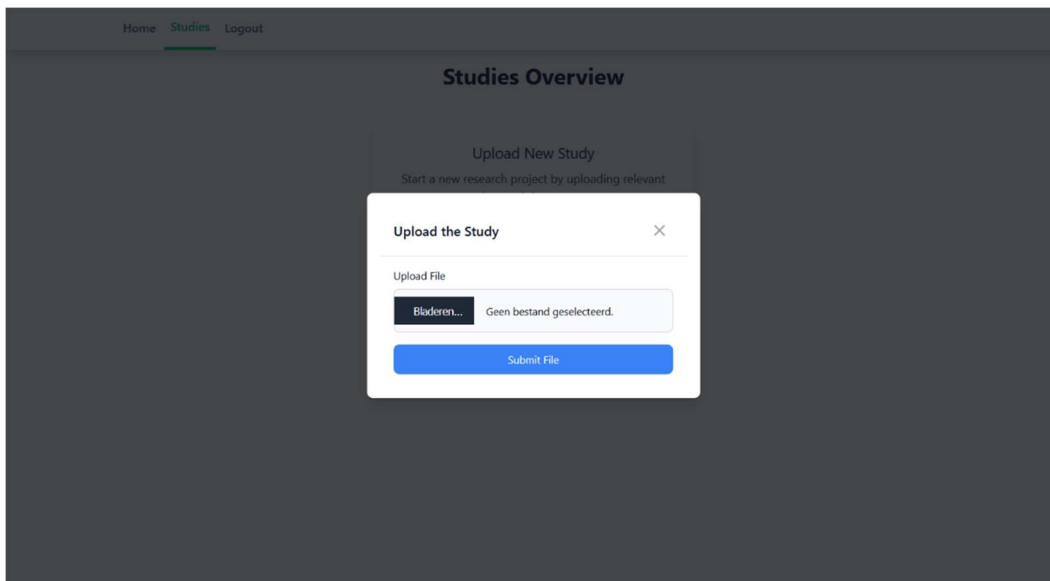 Home Studies Logout
Studies Overview
Upload New Study
Start a new research project by uploading relevant
Upload the Study
Upload File
Bladeren... Geen bestand geselecteerd.
Submit File